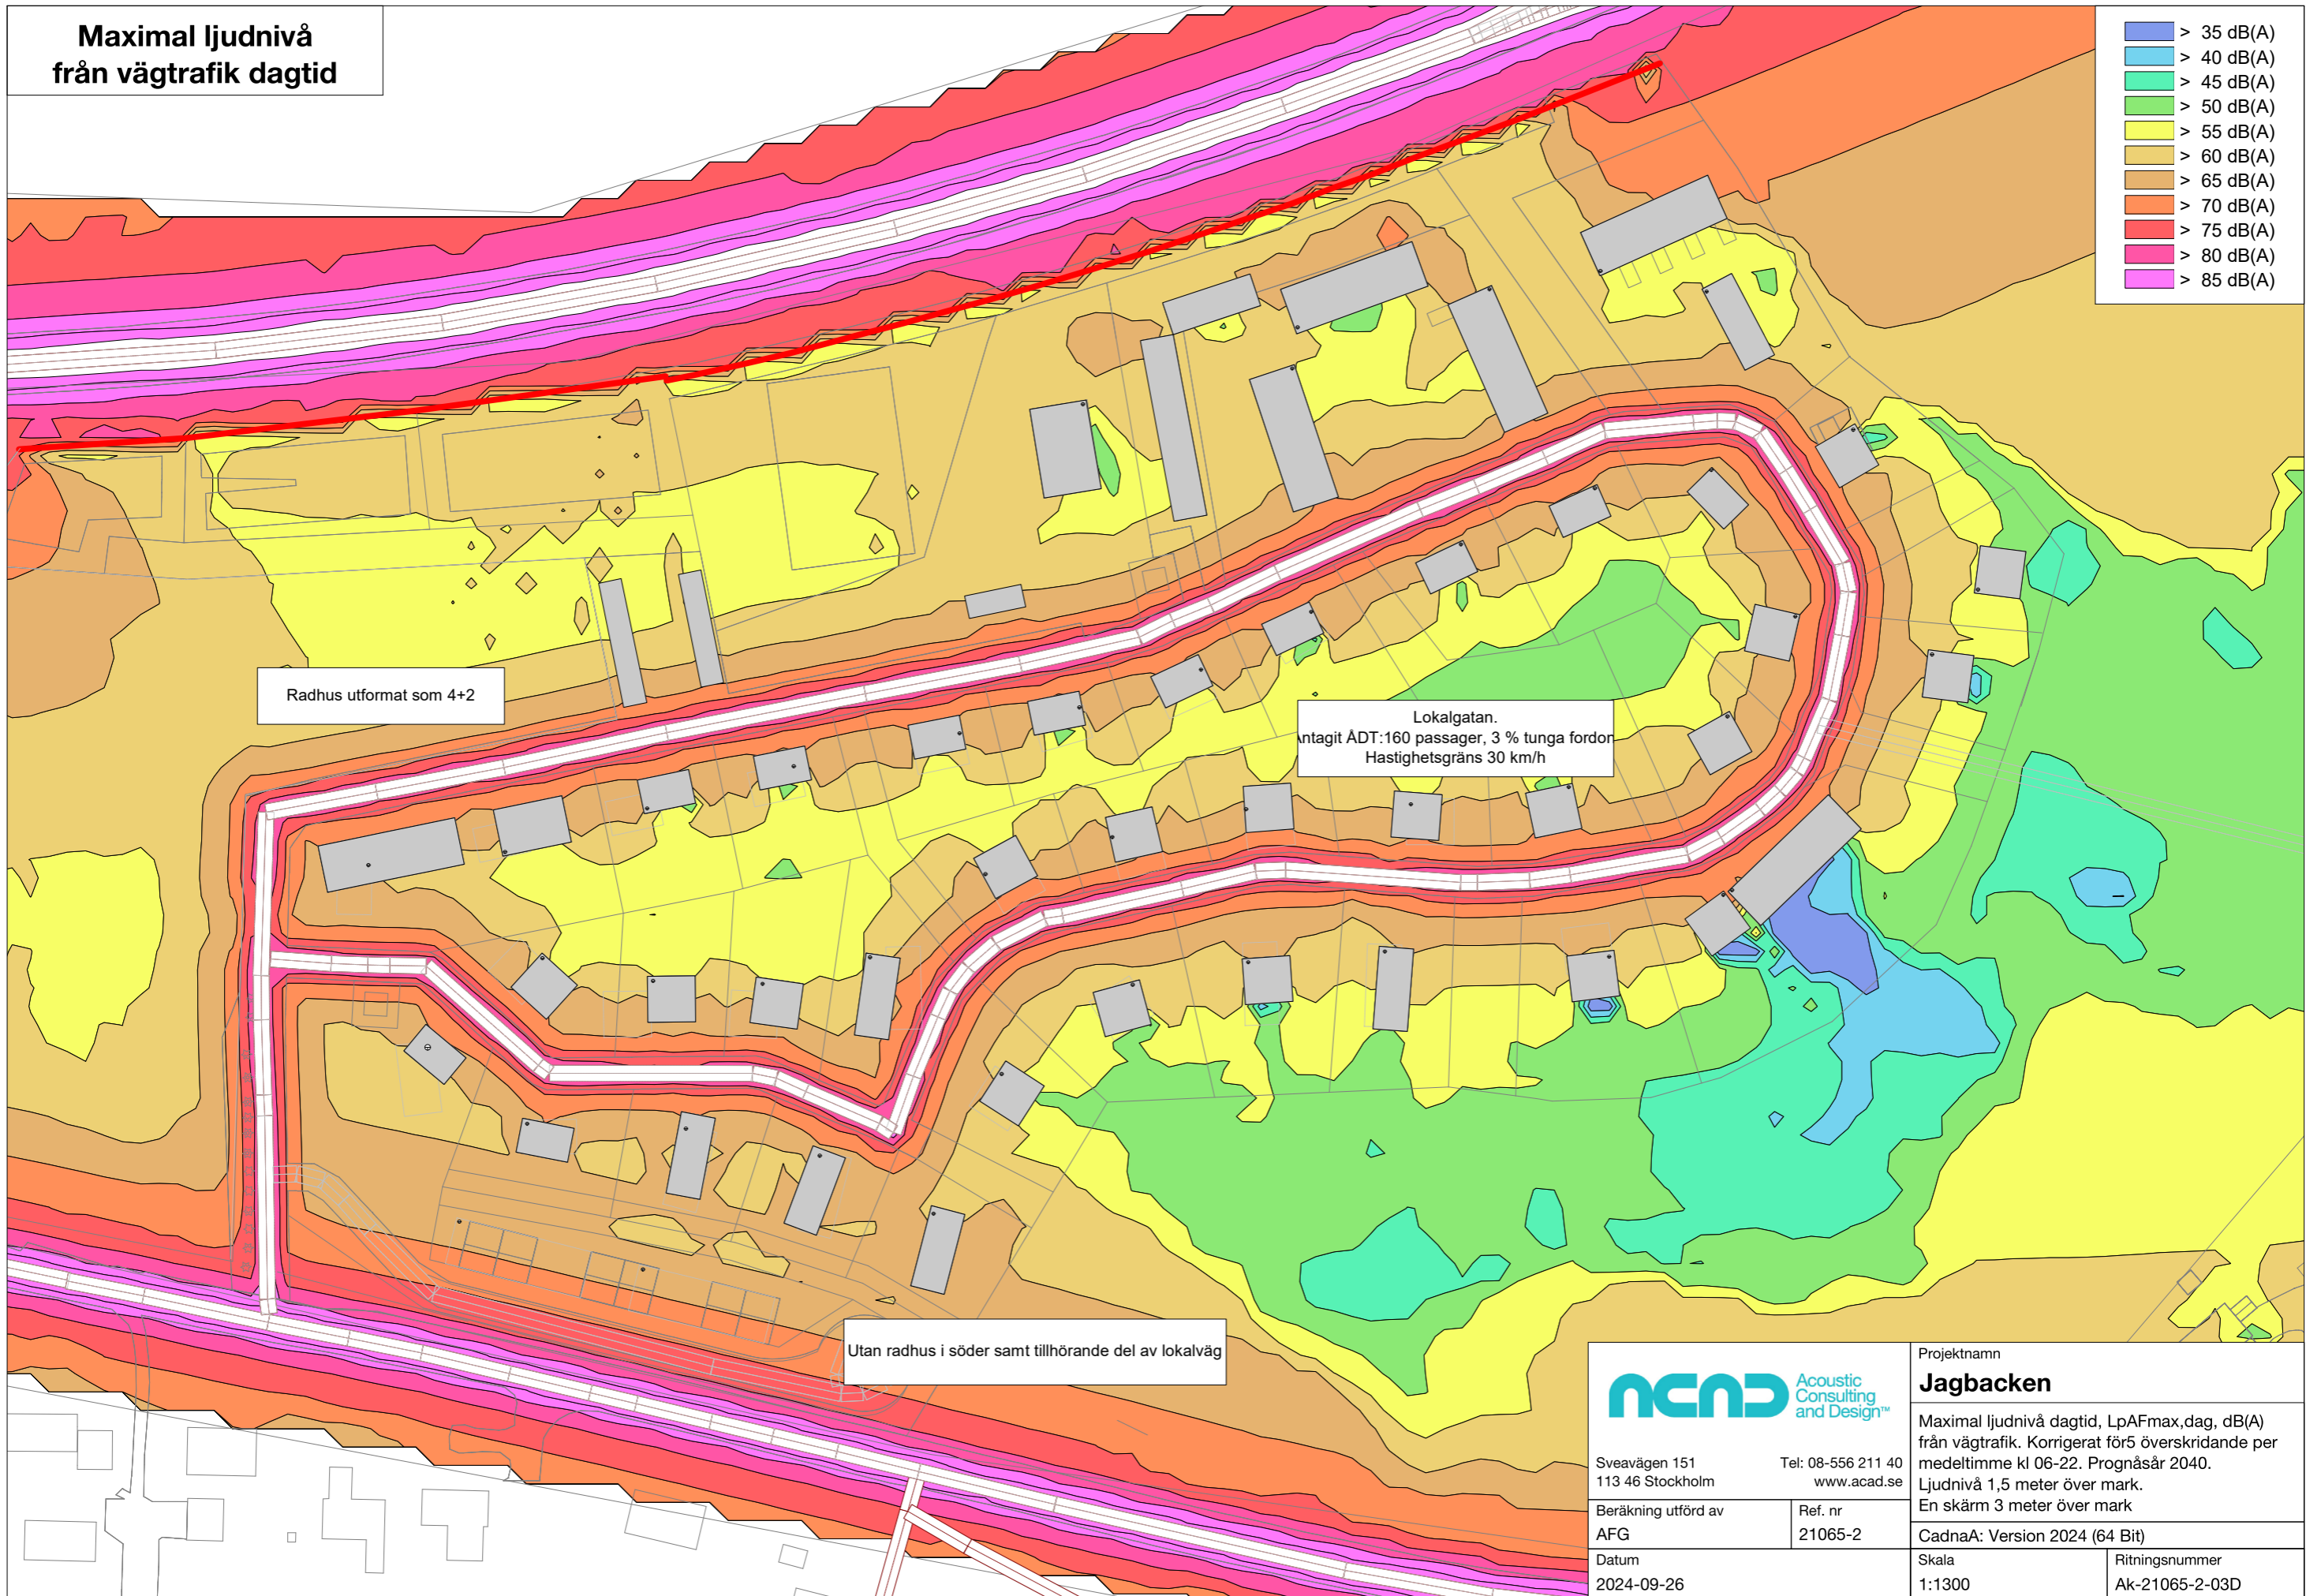 Maximal ljudnivå
från vägtrafik dagtid
> 35 dB(A)
> 40 dB(A)
> 45 dB(A)
> 50 dB(A)
> 55 dB(A)
> 60 dB(A)
> 65 dB(A)
> 70 dB(A)
> 75 dB(A)
> 80 dB(A)
> 85 dB(A)
Radhus utformat som 4+2
Lokalgatan.
ntagit ÅDT:160 passager, 3 % tunga fordon
Hastighetsgräns 30 km/h
Utan radhus i söder samt tillhörande del av lokalväg
acad Acoustic
Consulting
and Design™
Sveavägen 151 Tel: 08-556 211 40
113 46 Stockholm www.acad.se
Beräkning utförd av
AFG
Ref. nr
21065-2
Datum
2024-09-26
Projektnamn
Jagbacken
Maximal ljudnivå dagtid, LpAFmax,dag, dB(A)
från vägtrafik. Korrigerat för5 överskridande per
medeltimme kl 06-22. Prognåsår 2040.
Ljudnivå 1,5 meter över mark.
En skärm 3 meter över mark
CadnaA: Version 2024 (64 Bit)
Skala
1:1300
Ritningsnummer
Ak-21065-2-03D